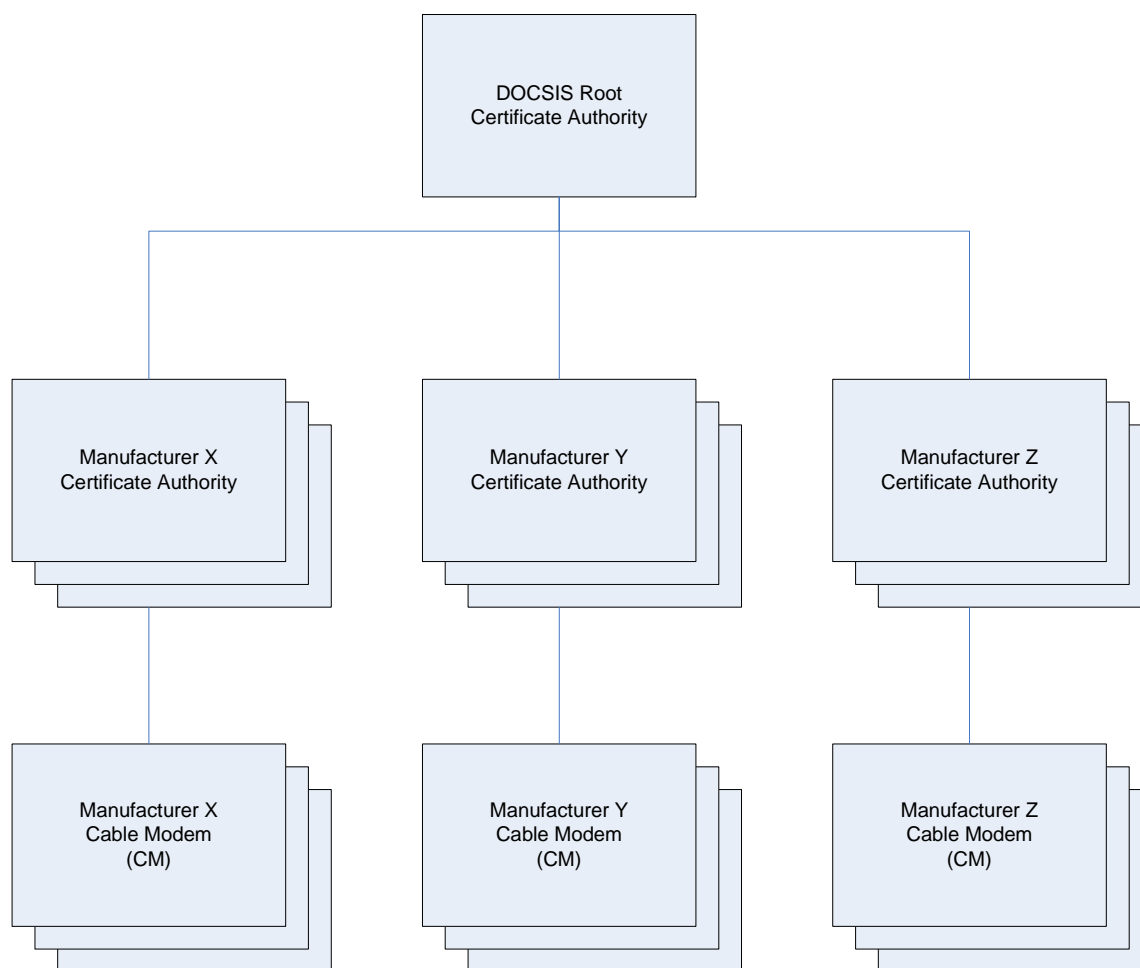 DOCSIS Root
Certificate Authority
Manufacturer X
Certificate Authority
Manufacturer Y
Certificate Authority
Manufacturer Z
Certificate Authority
Manufacturer X
Cable Modem
(CM)
Manufacturer Y
Cable Modem
(CM)
Manufacturer Z
Cable Modem
(CM)